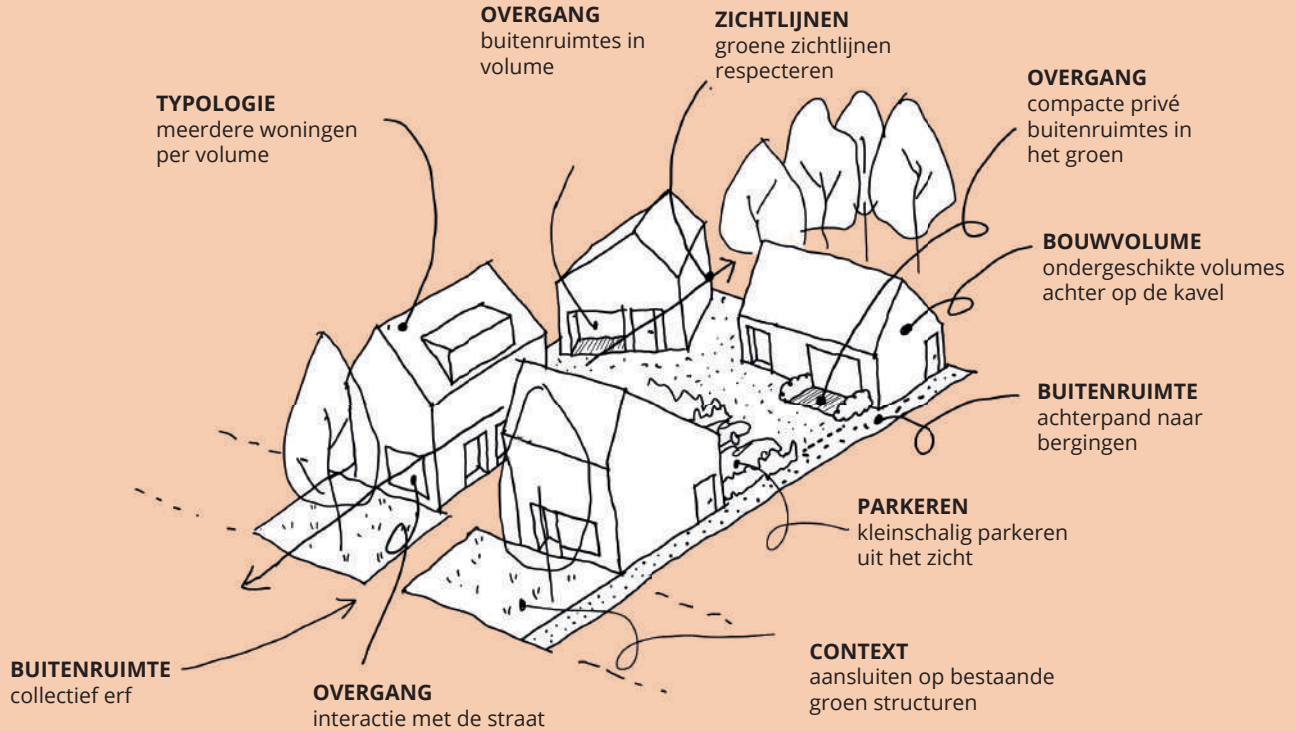 OVERGANG
buitenruimtes in
volume
ZICHTLIJNEN
groene zichtlijnen
respecteren
OVERGANG
compacte privé
buitenruimtes in
het groen
TYPOLOGIE
meerdere woningen
per volume
BOUWVOLUME
ondergeschikte volumes
achter op de kavel
BUITENRUIMTE
achterpand naar
bergingen
PARKEREN
kleinschalig parkeren
uit het zicht
CONTEXT
aansluiten op bestaande
groen structuren
BUITENRUIMTE
collectief erf
OVERGANG
interactie met de straat